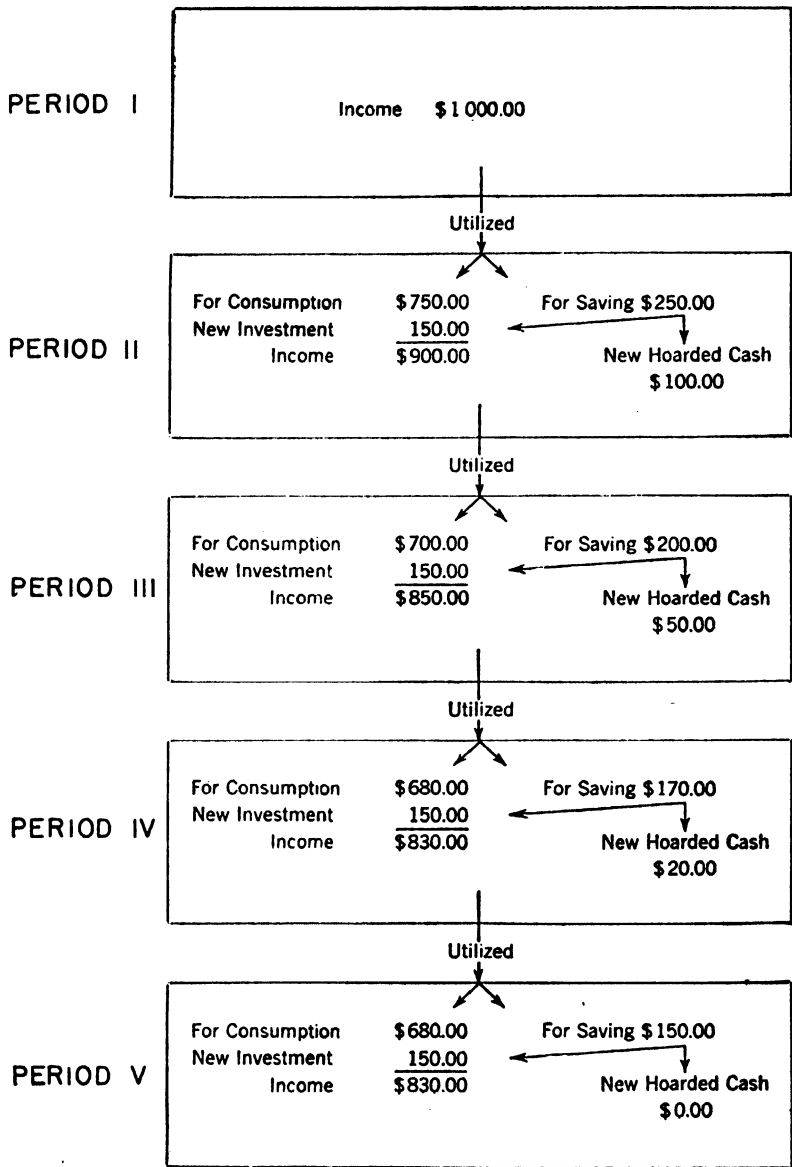 PERIOD I
Income $1000.00
Utilized
PERIOD II
For Consumption $750.00 For Saving $250.00
New Investment 150.00
Income $900.00 New Hoarded Cash
$100.00
Utilized
PERIOD III
For Consumption $700.00 For Saving $200.00
New Investment 150.00
Income $850.00 New Hoarded Cash
$50.00
Utilized
PERIOD IV
For Consumption $680.00 For Saving $170.00
New Investment 150.00
Income $830.00 New Hoarded Cash
$20.00
Utilized
PERIOD V
For Consumption $680.00 For Saving $150.00
New Investment 150.00
Income $830.00 New Hoarded Cash
$0.00